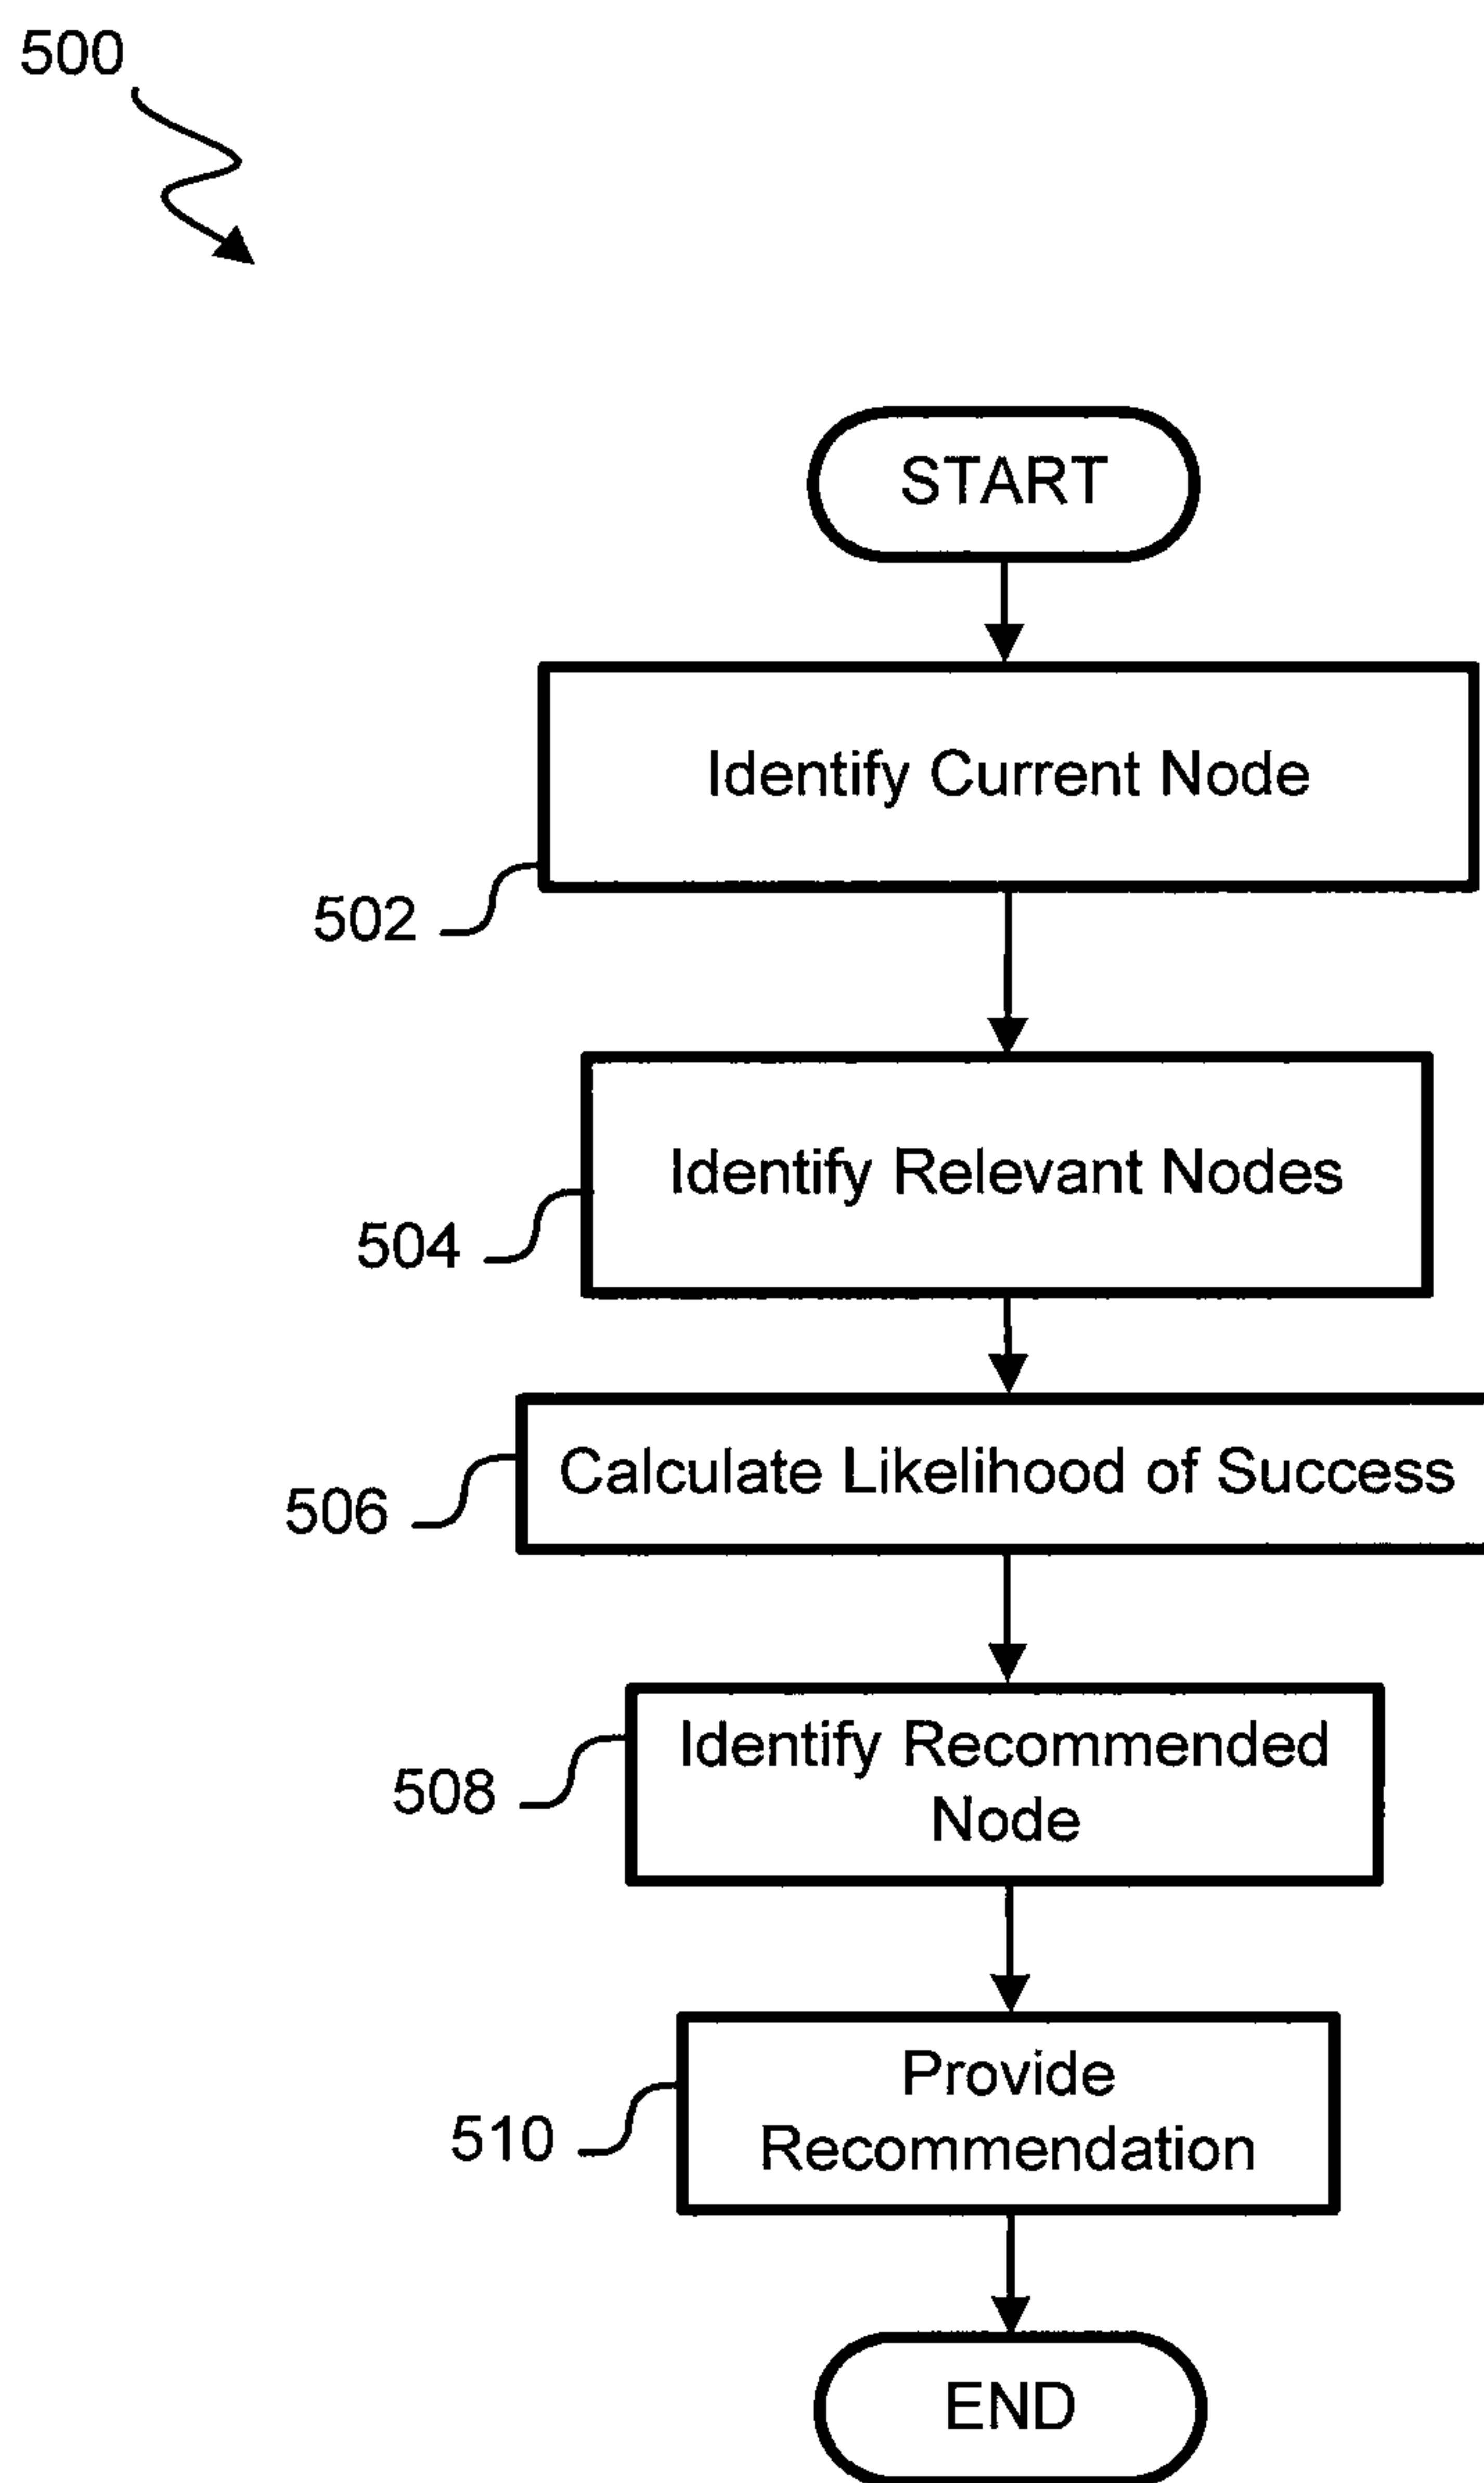 500
START
Identify Current Node
502
Identify Relevant Nodes
504
Calculate Likelihood of Success
506
Identify Recommended
Node
508
Provide
Recommendation
510
END